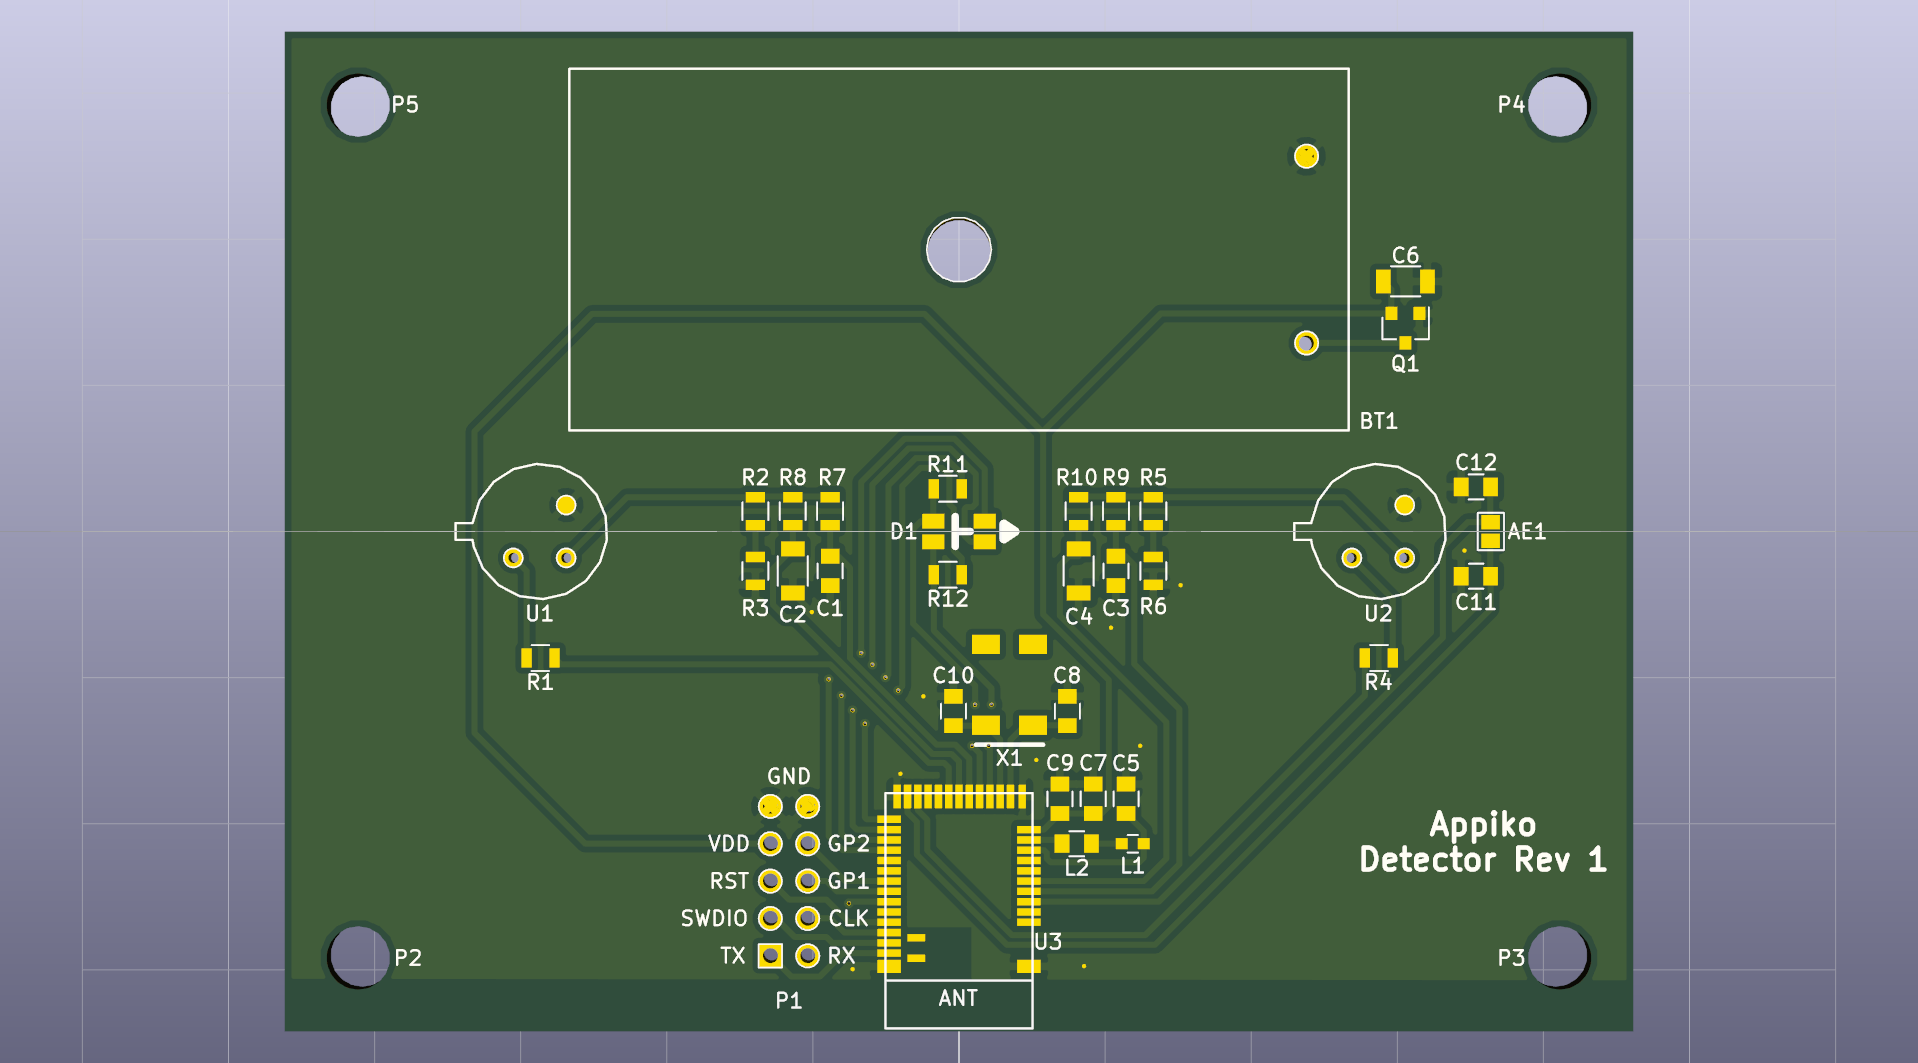 P5
P4
C6
Q1
BT1
R2 R8 R7
R11
R10 R9 R5
C12
D1
AE1
R3 C2 C1
R12
C4 C3 R6
C11
U1
U2
R1
C10
C8
R4
X1
C9 C7 C5
GND
VDD
GP2
L2
L1
Appiko
Detector Rev 1
RST
GP1
SWDIO
CLK
U3
TX
RX
P2
P3
P1
ANT